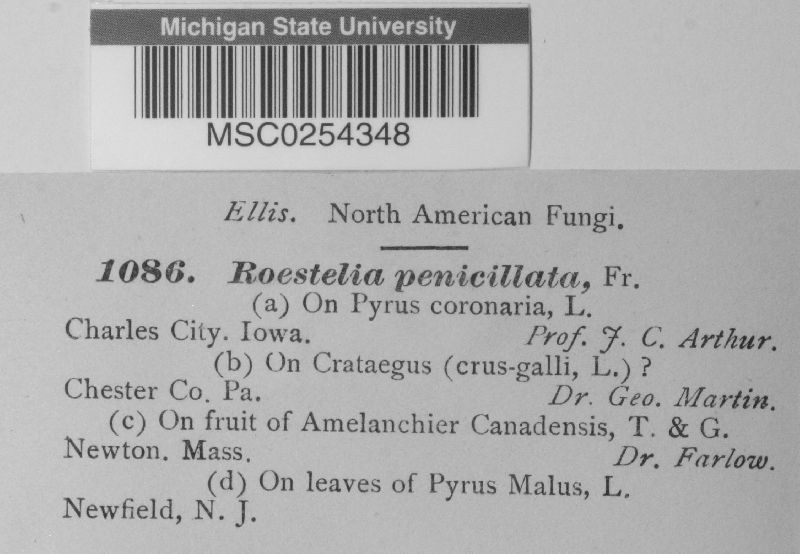 Michigan State University
MSC0254348
Ellis. North American Fungi.
1086. Roestelia penicillata, Fr.
(a) On Pyrus coronaria, L.
Charles City. Iowa. Prof. J. C. Arthur.
(b) On Crataegus (crus-galli, L.) ?
Chester Co. Pa. Dr. Geo. Martin.
(c) On fruit of Amelanchier Canadensis, T. & G.
Newton. Mass. Dr. Farlow.
(d) On leaves of Pyrus Malus, L.
Newfield, N. J.